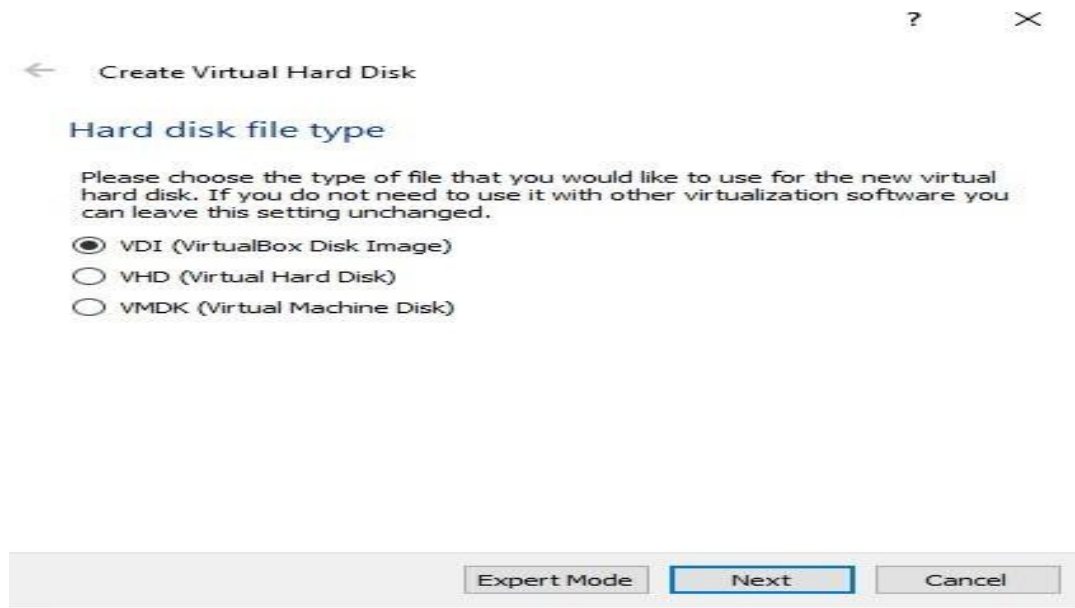 ?
Create Virtual Hard Disk
Hard disk file type
Please choose the type of file that you would like to use for the new virtual
hard disk. If you do not need to use it with other virtualization software you
can leave this setting unchanged.
VDI (VirtualBox Disk Image)
VHD (Virtual Hard Disk)
VMDK (Virtual Machine Disk)
Expert Mode Next Cancel